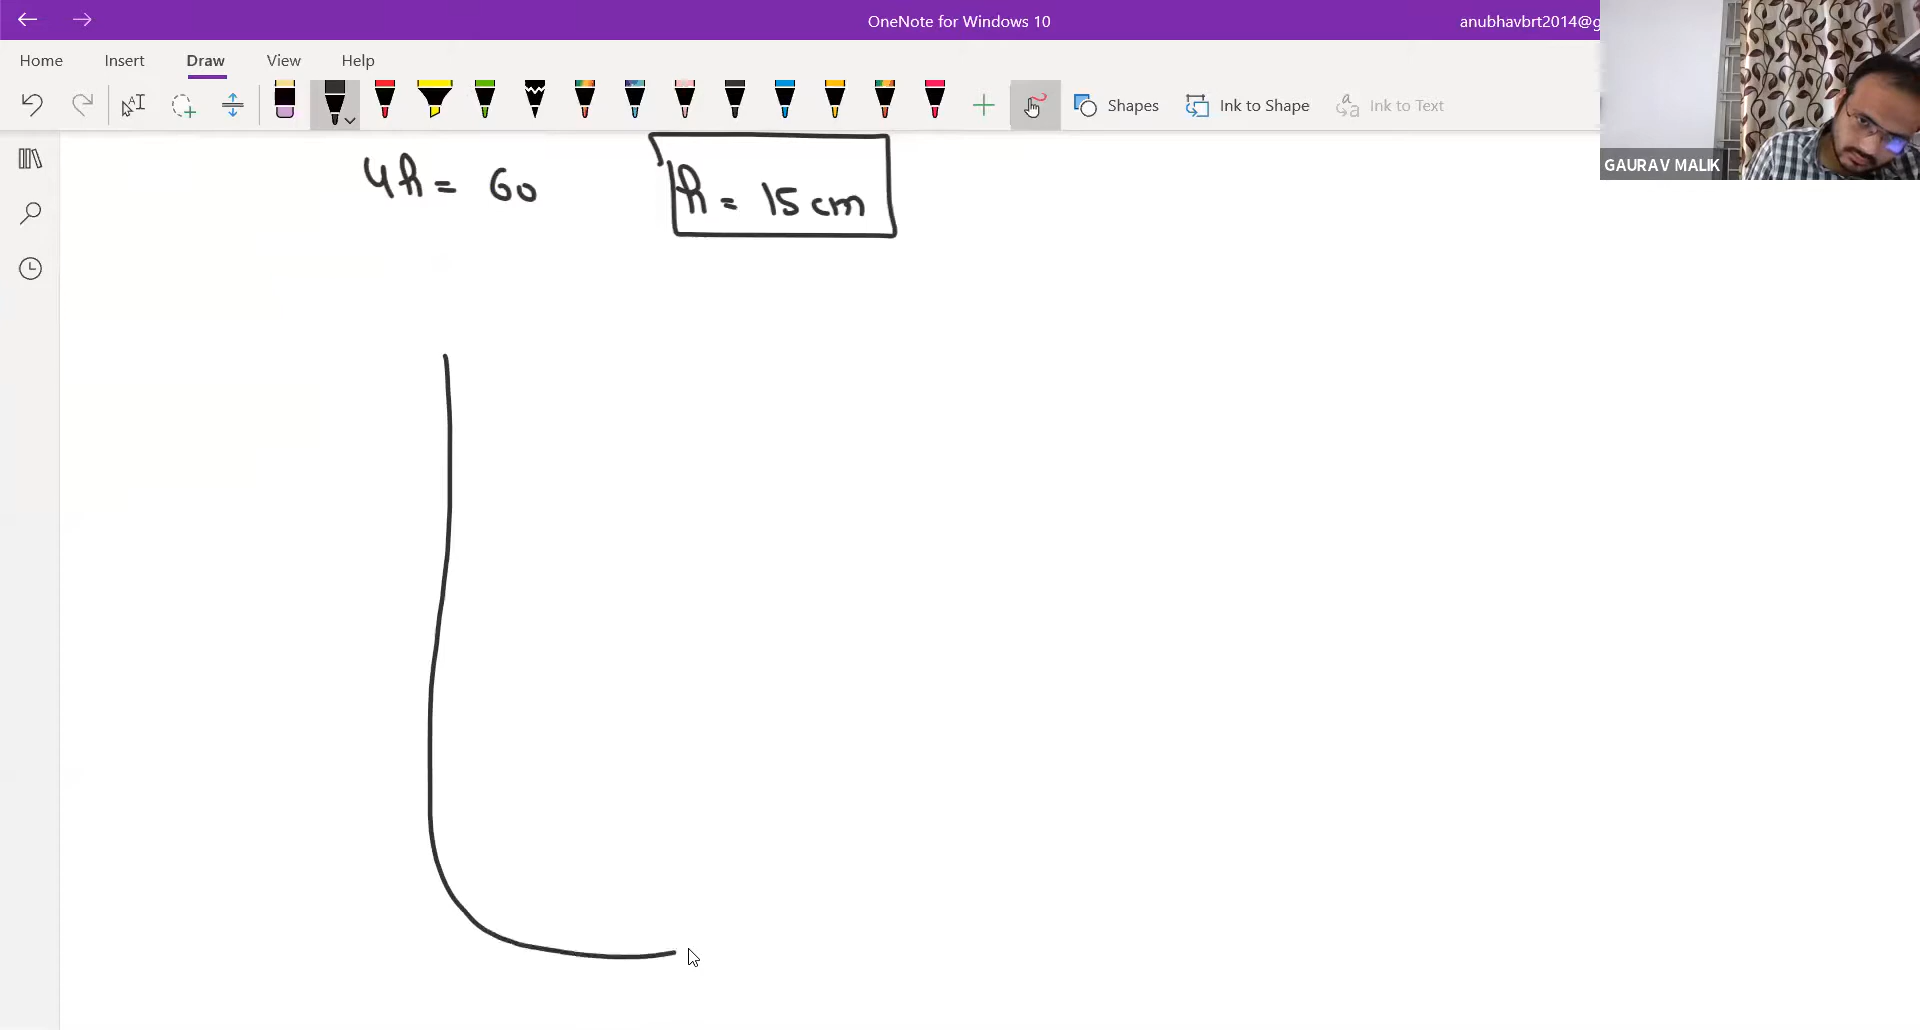 OneNote for Windows 10
anubhavbrt2014@g
Home Insert Draw View Help
Shapes Ink to Shape Ink to Text
GAURAV MALIK
4h = 60
h = 15 cm